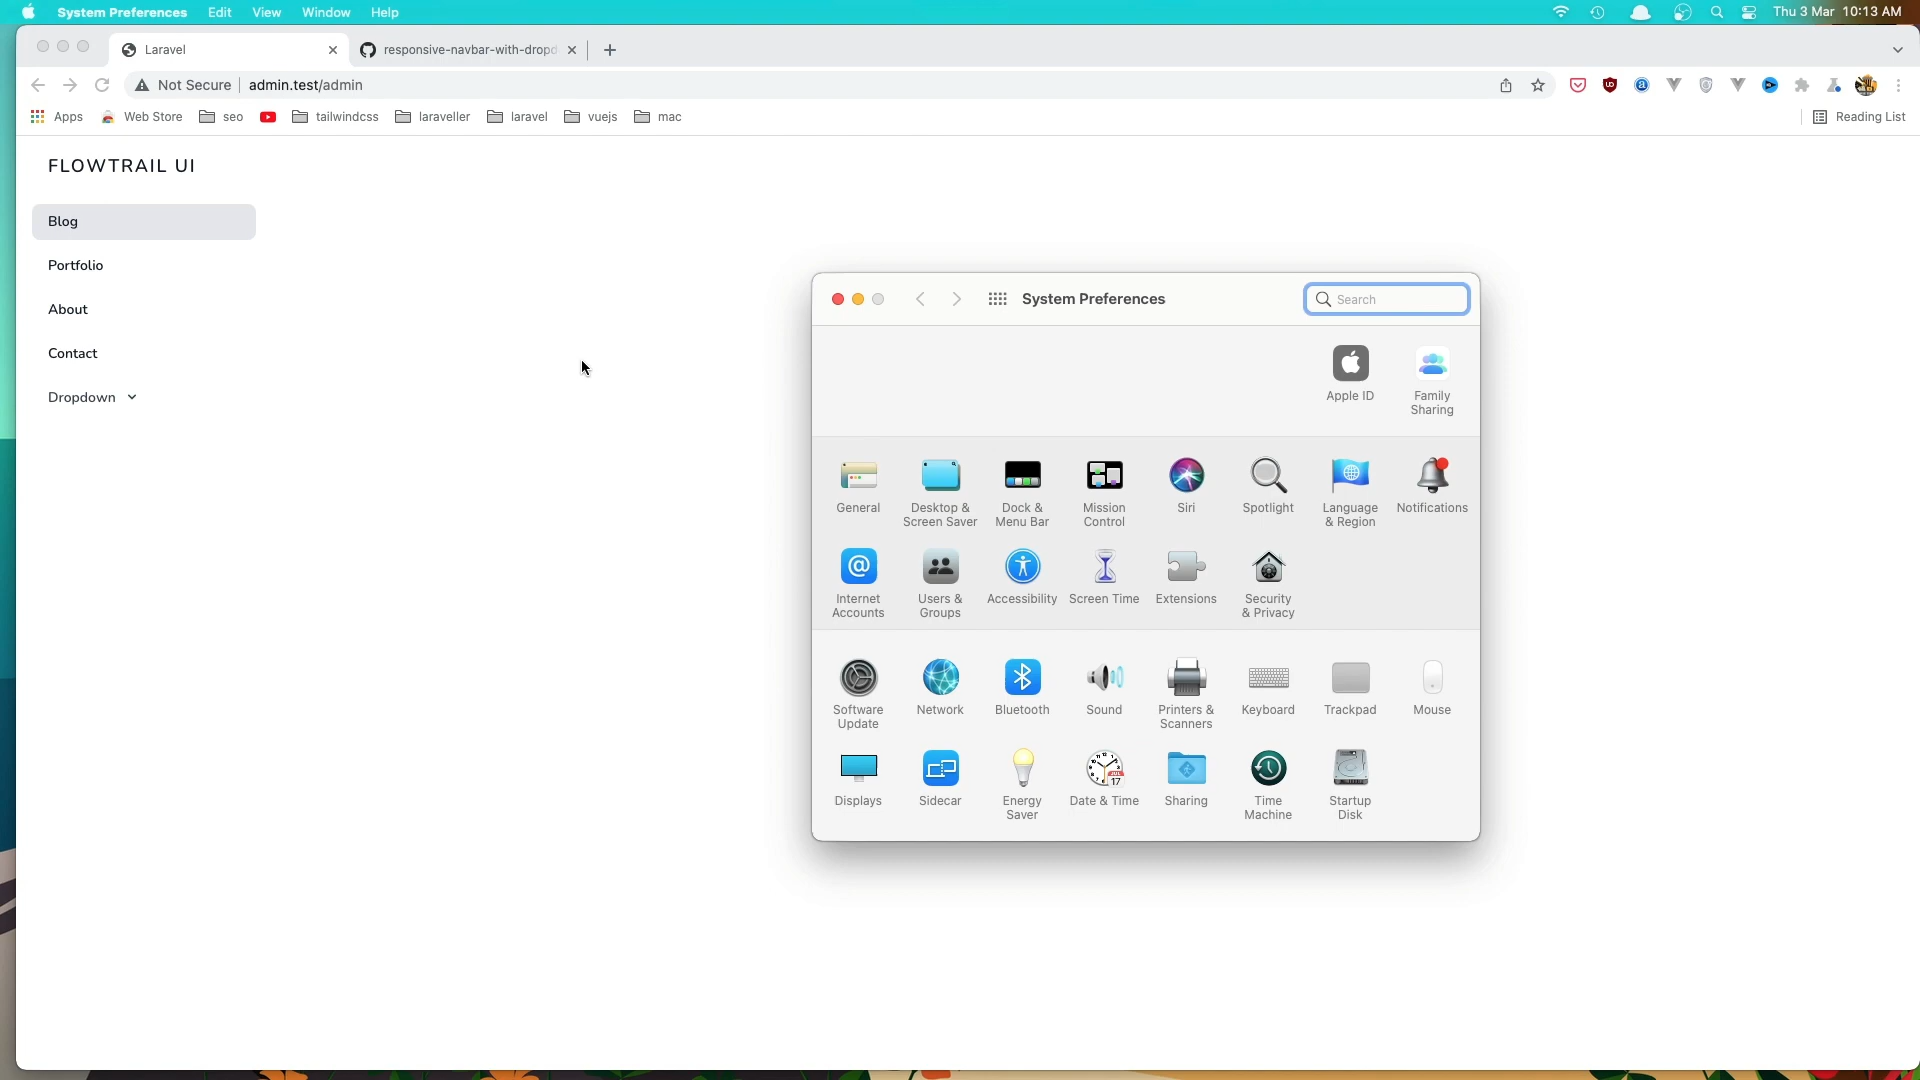 System Preferences Edit View Window Help
Thu 3 Mar 10:13 AM
Laravel
responsive-navbar-with-dropd
Not Secure admin.test/admin
Apps Web Store seo tailwindcss laraveller laravel vuejs mac
Reading List
FLOWTRAIL UI
Blog
Portfolio
About
Contact
Dropdown
System Preferences
Search
Apple ID
Family
Sharing
General
Desktop &
Screen Saver
Dock &
Menu Bar
Mission
Control
Siri
Spotlight
Language
& Region
Notifications
Internet
Accounts
Users &
Groups
Accessibility
Screen Time
Extensions
Security
& Privacy
Software
Update
Network
Bluetooth
Sound
Printers &
Scanners
Keyboard
Trackpad
Mouse
Displays
Sidecar
Energy
Saver
JUL
17
Date & Time
Sharing
Time
Machine
Startup
Disk